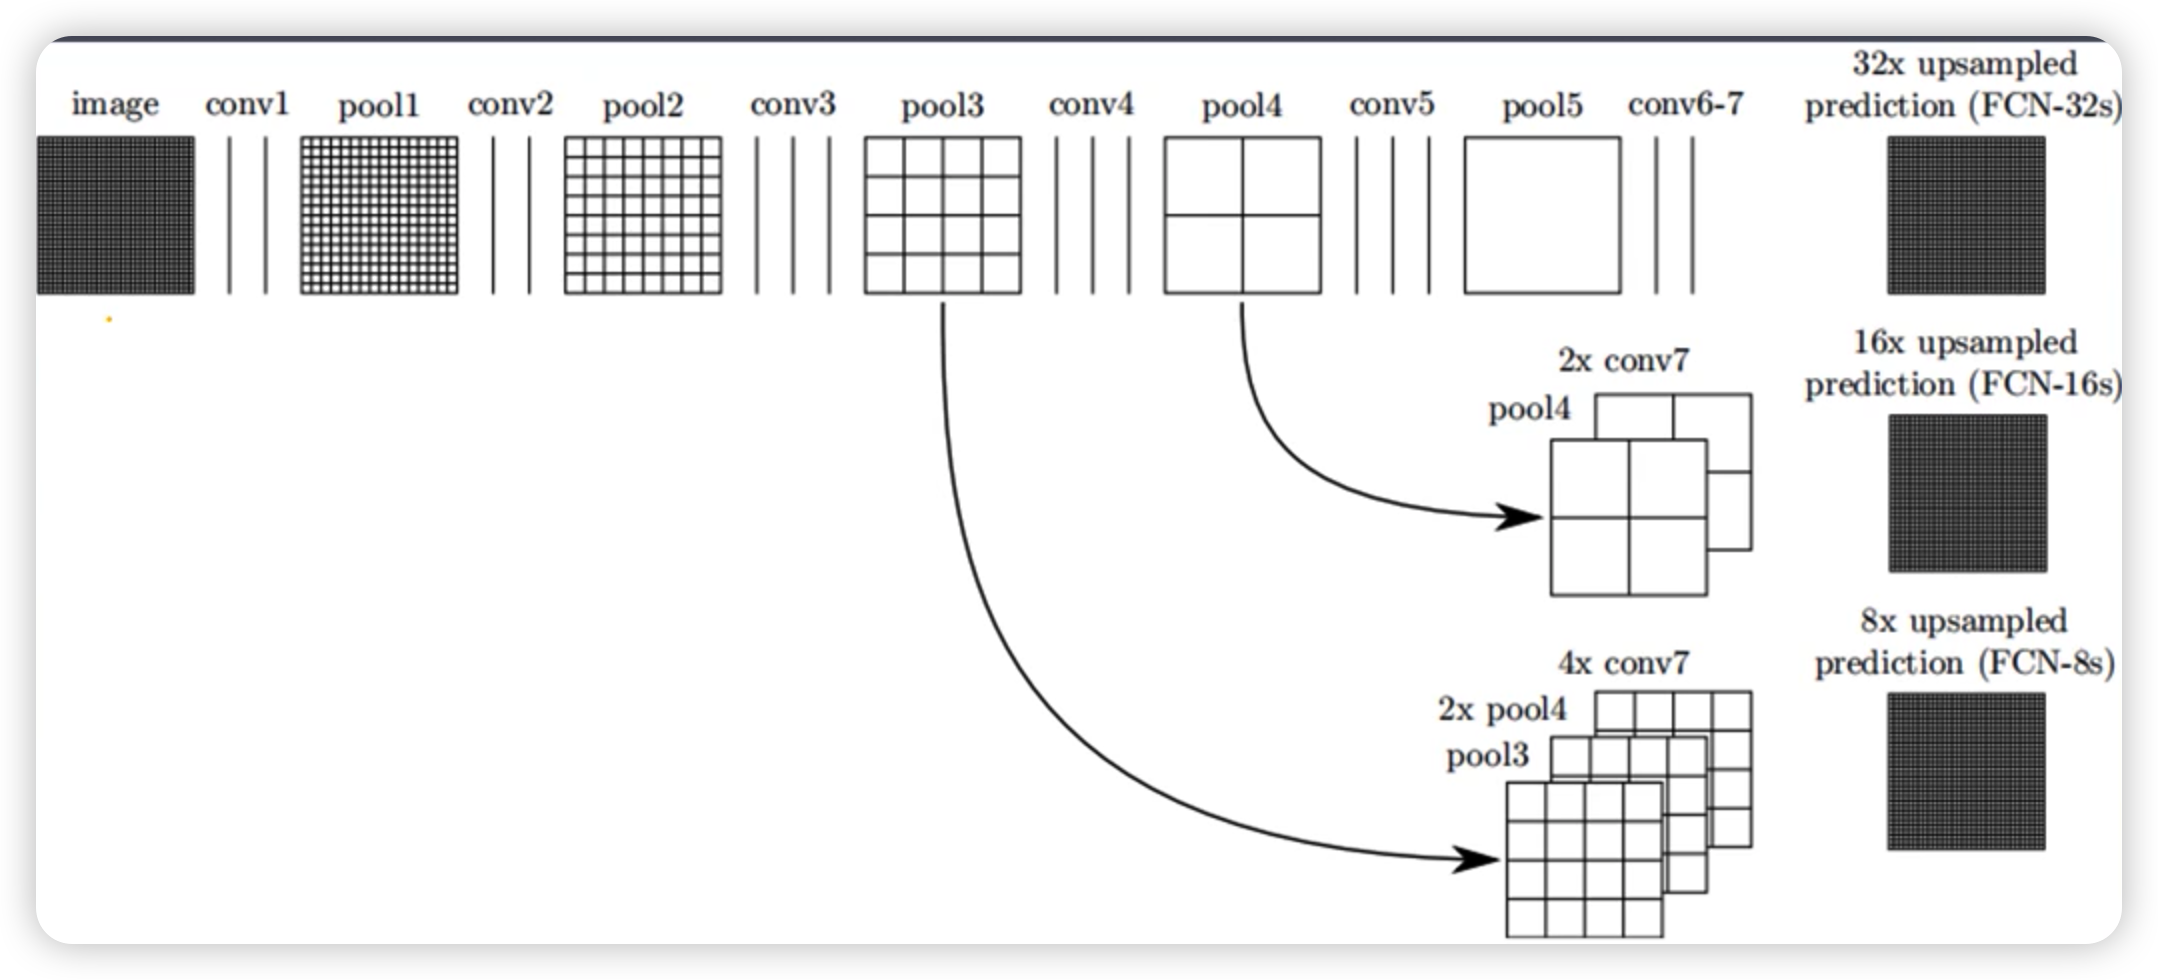 image conv1 pool1 conv2 pool2 conv3 pool3 conv4 pool4 conv5 pool5 conv6-7
32x upsampled
prediction (FCN-32s)
2x conv7
pool4
16x upsampled
prediction (FCN-16s)
4x conv7
2x pool4
pool3
8x upsampled
prediction (FCN-8s)